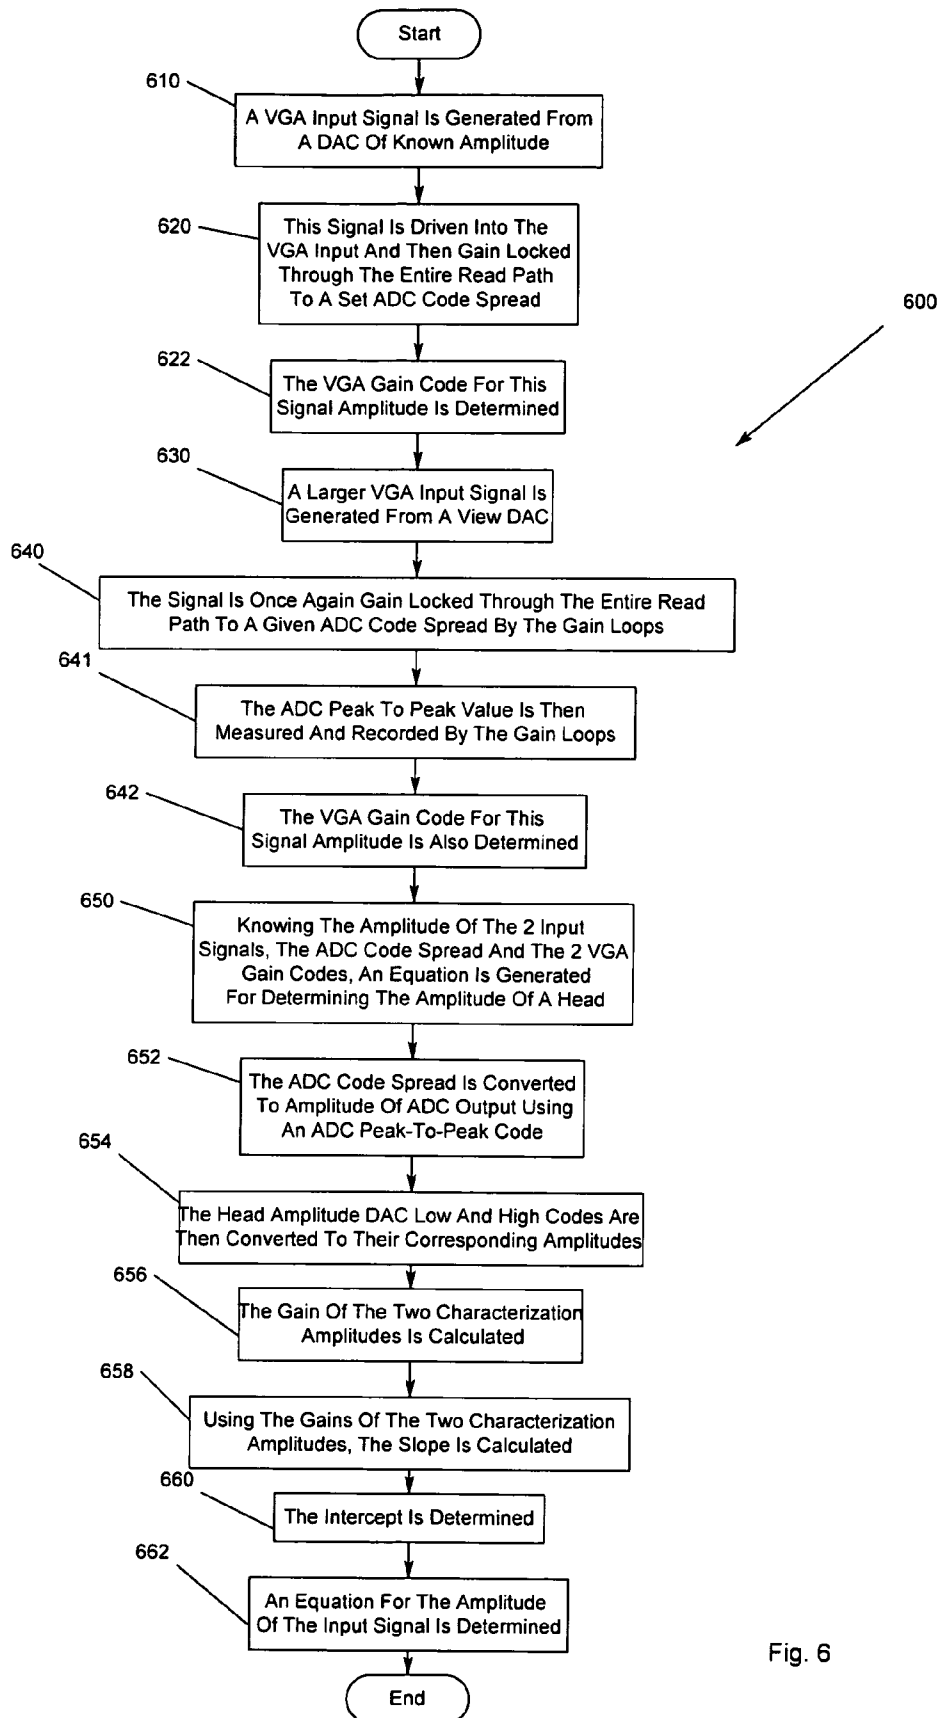 Start
610
A VGA Input Signal Is Generated From
A DAC Of Known Amplitude
620
This Signal Is Driven Into The
VGA Input And Then Gain Locked
Through The Entire Read Path
To A Set ADC Code Spread
600
622
The VGA Gain Code For This
Signal Amplitude Is Determined
630
A Larger VGA Input Signal Is
Generated From A View DAC
640
The Signal Is Once Again Gain Locked Through The Entire Read
Path To A Given ADC Code Spread By The Gain Loops
641
The ADC Peak To Peak Value Is Then
Measured And Recorded By The Gain Loops
642
The VGA Gain Code For This
Signal Amplitude Is Also Determined
650
Knowing The Amplitude Of The 2 Input
Signals, The ADC Code Spread And The 2 VGA
Gain Codes, An Equation Is Generated
For Determining The Amplitude Of A Head
652
The ADC Code Spread Is Converted
To Amplitude Of ADC Output Using
An ADC Peak-To-Peak Code
654
The Head Amplitude DAC Low And High Codes Are
Then Converted To Their Corresponding Amplitudes
656
The Gain Of The Two Characterization
Amplitudes Is Calculated
658
Using The Gains Of The Two Characterization
Amplitudes, The Slope Is Calculated
660
The Intercept Is Determined
662
An Equation For The Amplitude
Of The Input Signal Is Determined
End
Fig. 6